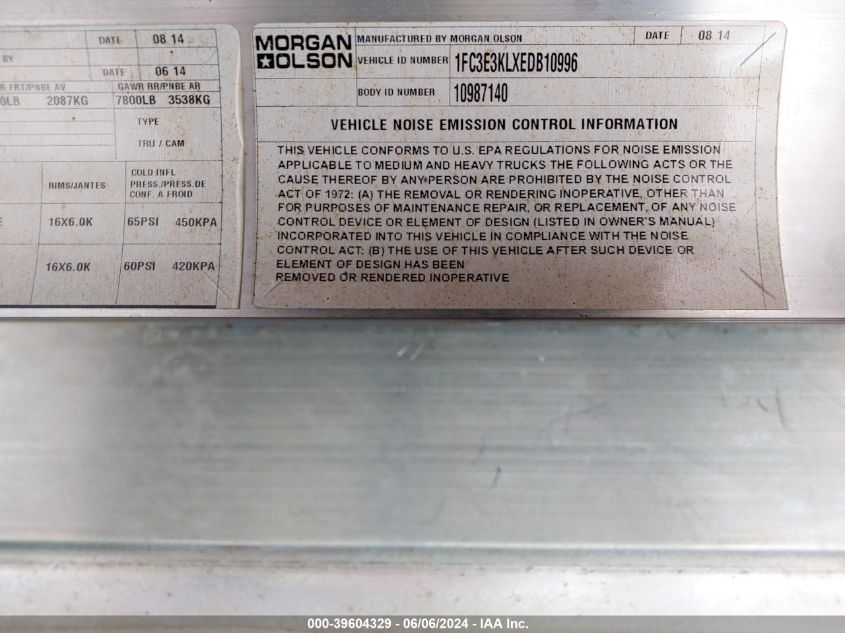 DATE 08 14
BY
DATE 06 14
GAWR RR/PNBE AR
2087KG 7800LB 3538KG
TYPE
TRU / CAM
RIMS/JANTES
COLD INFL
PRESS./PRESS.DE
CONF. A FROID
16X6.0K 65PSI 450KPA
16X6.0K 60PSI 420KPA
MORGAN
OLSON
MANUFACTURED BY MORGAN OLSON DATE 08 14
VEHICLE ID NUMBER 1FC3E3KLXEDB10996
BODY ID NUMBER 10987140
VEHICLE NOISE EMISSION CONTROL INFORMATION
THIS VEHICLE CONFORMS TO U.S. EPA REGULATIONS FOR NOISE EMISSION
APPLICABLE TO MEDIUM AND HEAVY TRUCKS THE FOLLOWING ACTS OR THE
CAUSE THEREOF BY ANY PERSON ARE PROHIBITED BY THE NOISE CONTROL
ACT OF 1972: (A) THE REMOVAL OR RENDERING INOPERATIVE, OTHER THAN
FOR PURPOSES OF MAINTENANCE REPAIR, OR REPLACEMENT, OF ANY NOISE
CONTROL DEVICE OR ELEMENT OF DESIGN (LISTED IN OWNER'S MANUAL)
INCORPORATED INTO THIS VEHICLE IN COMPLIANCE WITH THE NOISE
CONTROL ACT: (B) THE USE OF THIS VEHICLE AFTER SUCH DEVICE OR
ELEMENT OF DESIGN HAS BEEN
REMOVED OR RENDERED INOPERATIVE
000-39604329 - 06/06/2024 - IAA Inc.